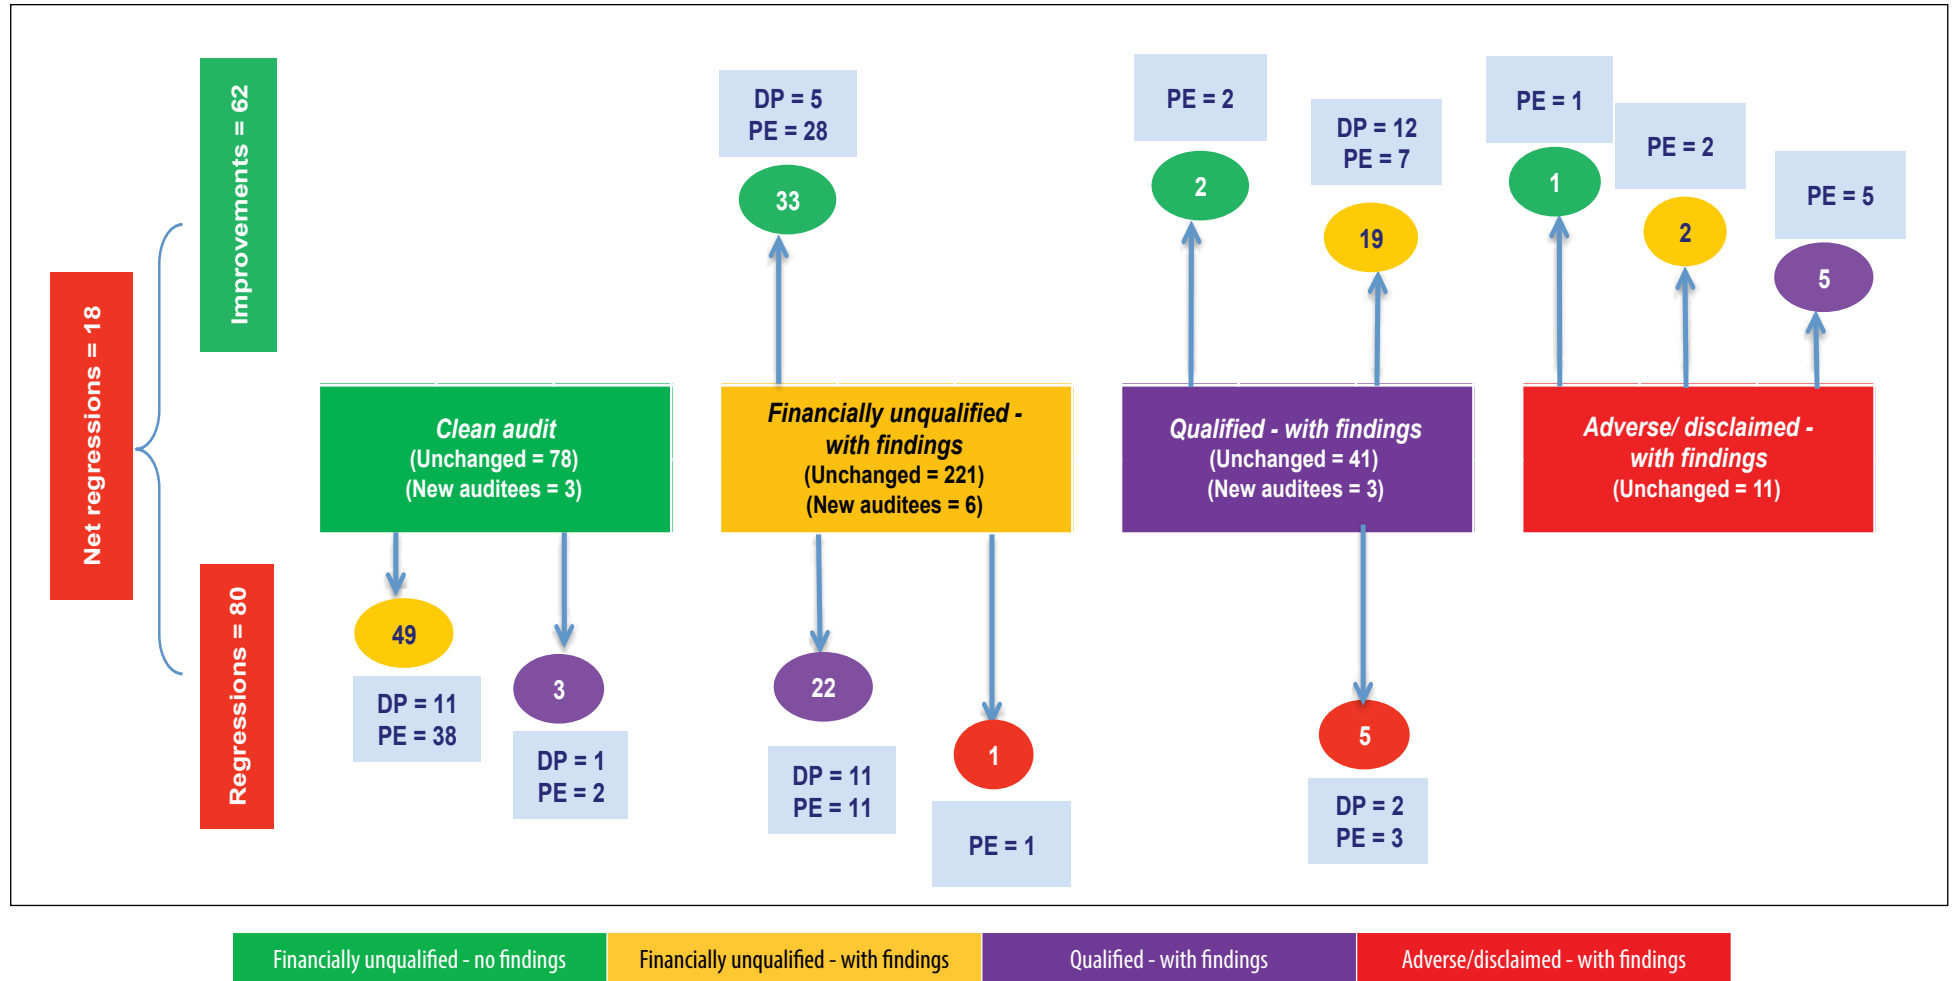 Net regressions = 18
Improvements = 62
Regressions = 80
DP = 5
PE = 28
33
PE = 2
2
DP = 12
PE = 7
19
PE = 1
1
PE = 2
2
PE = 5
5
Clean audit
(Unchanged = 78)
(New auditees = 3)
Financially unqualified -
with findings
(Unchanged = 221)
(New auditees = 6)
Qualified - with findings
(Unchanged = 41)
(New auditees = 3)
Adverse/ disclaimed -
with findings
(Unchanged = 11)
49
DP = 11
PE = 38
3
DP = 1
PE = 2
22
DP = 11
PE = 11
1
PE = 1
5
DP = 2
PE = 3
Financially unqualified - no findings
Financially unqualified - with findings
Qualified - with findings
Adverse/disclaimed - with findings